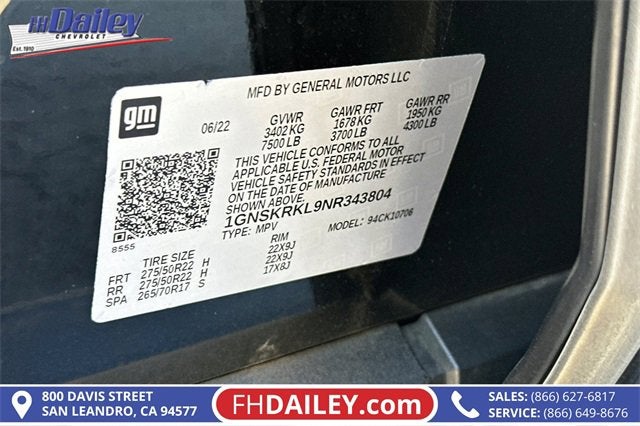 FH Dailey
CHEVROLET
Est. 1910
gm
MFD BY GENERAL MOTORS LLC
06/22 GVWR GAWR FRT GAWR RR
3402 KG 1678 KG 1950 KG
7500 LB 3700 LB 4300 LB
THIS VEHICLE CONFORMS TO ALL
APPLICABLE U.S. FEDERAL MOTOR
VEHICLE SAFETY STANDARDS IN EFFECT
ON THE DATE OF MANUFACTURE
SHOWN ABOVE.
1GNSKRKL9NR343804
TYPE: MPV MODEL: 94CK10706
8555
TIRE SIZE RIM
FRT 275/50R22 H 22X9J
RR 275/50R22 H 22X9J
SPA 265/70R17 S 17X8J
800 DAVIS STREET
SAN LEANDRO, CA 94577
FHDAILEY.com
SALES: (866) 627-6817
SERVICE: (866) 649-8676